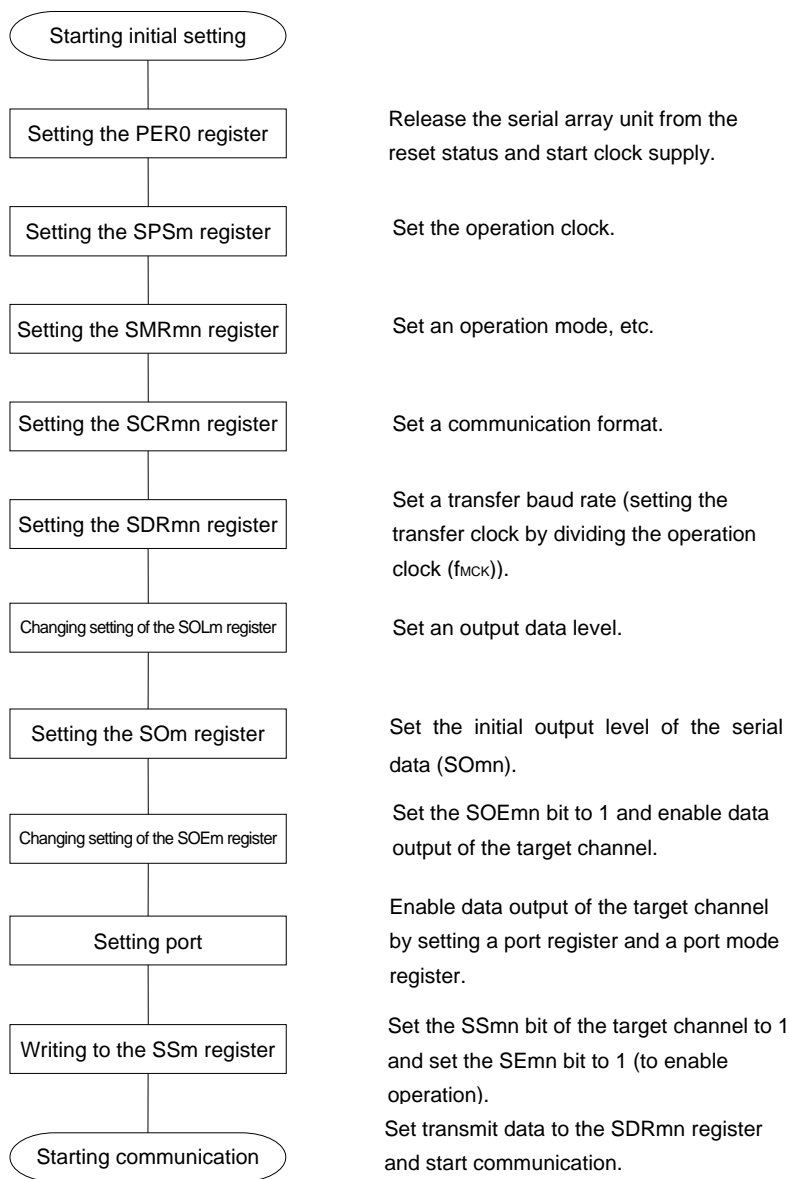 Starting initial setting
Setting the PER0 register
Release the serial array unit from the
reset status and start clock supply.
Setting the SPSm register
Set the operation clock.
Setting the SMRmn register
Set an operation mode, etc.
Setting the SCRmn register
Set a communication format.
Setting the SDRmn register
Set a transfer baud rate (setting the
transfer clock by dividing the operation
clock (fMCK)).
Changing setting of the SOLm register
Set an output data level.
Setting the SOm register
Set the initial output level of the serial
data (SOmn).
Changing setting of the SOEm register
Set the SOEmn bit to 1 and enable data
output of the target channel.
Setting port
Enable data output of the target channel
by setting a port register and a port mode
register.
Writing to the SSm register
Set the SSmn bit of the target channel to 1
and set the SEmn bit to 1 (to enable
operation).
Starting communication
Set transmit data to the SDRmn register
and start communication.